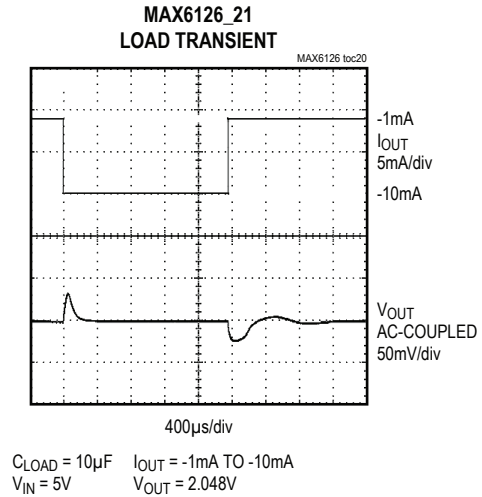 MAX6126_21
LOAD TRANSIENT
MAX6126 toc20
-1mA
IOUT
5mA/div
-10mA
VOUT
AC-COUPLED
50mV/div
400µs/div
CLOAD = 10µF IOUT = -1mA TO -10mA
VIN = 5V VOUT = 2.048V